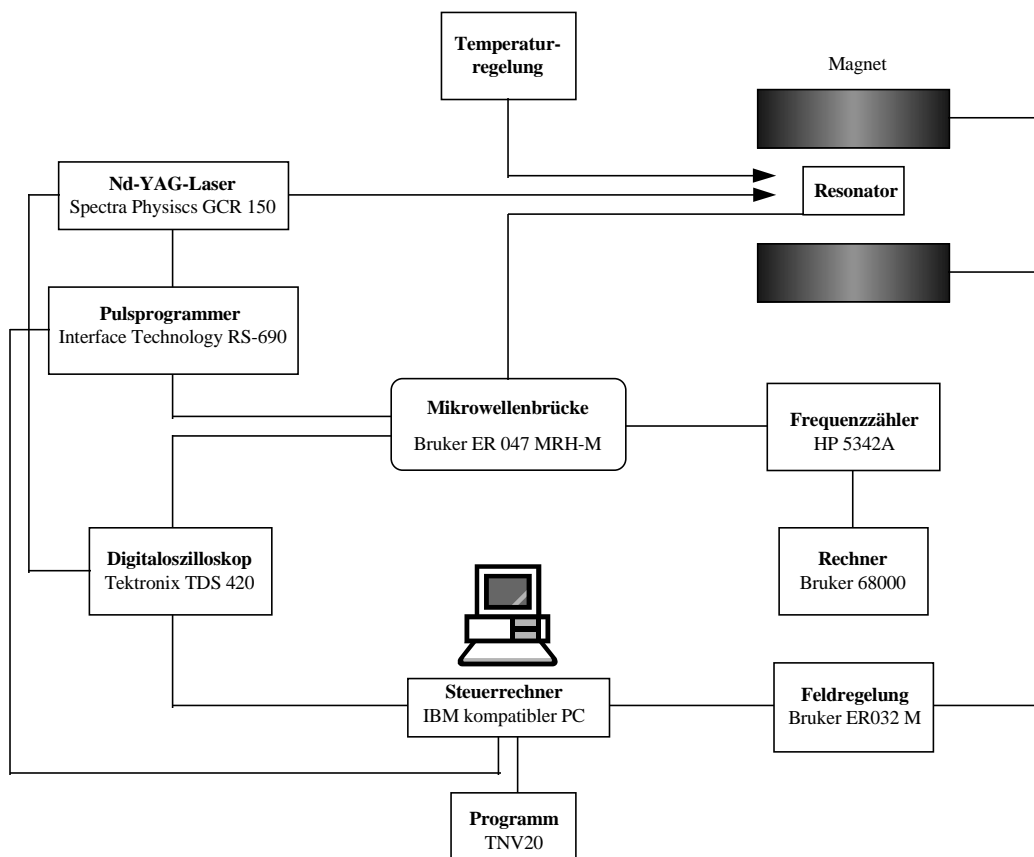 Temperatur-
regelung
Magnet
Nd-YAG-Laser
Spectra Physiscs GCR 150
Resonator
Pulsprogrammer
Interface Technology RS-690
Mikrowellenbrücke
Bruker ER 047 MRH-M
Frequenzzähler
HP 5342A
Digitaloszilloskop
Tektronix TDS 420
Rechner
Bruker 68000
Steuerrechner
IBM kompatibler PC
Feldregelung
Bruker ER032 M
Programm
TNV20